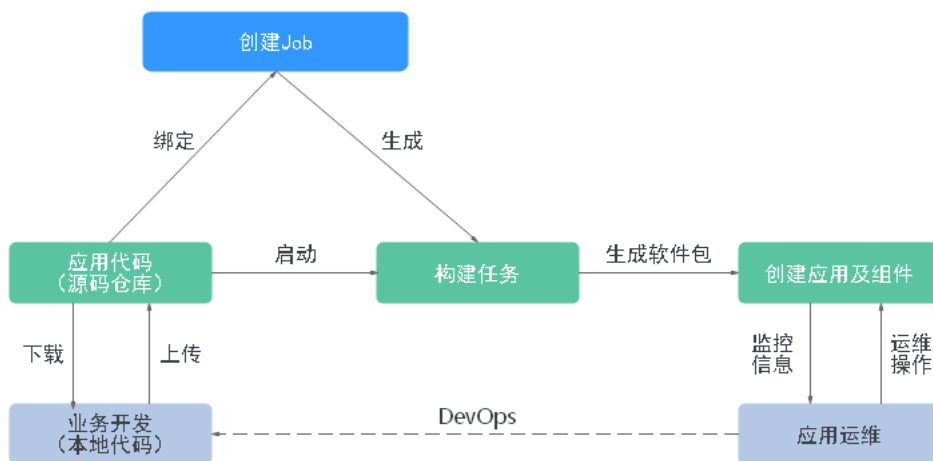 创建Job
绑定
生成
应用代码
（源码仓库）
启动
构建任务
生成软件包
创建应用及组件
下载
上传
监控
信息
运维
操作
业务开发
（本地代码）
DevOps
应用运维